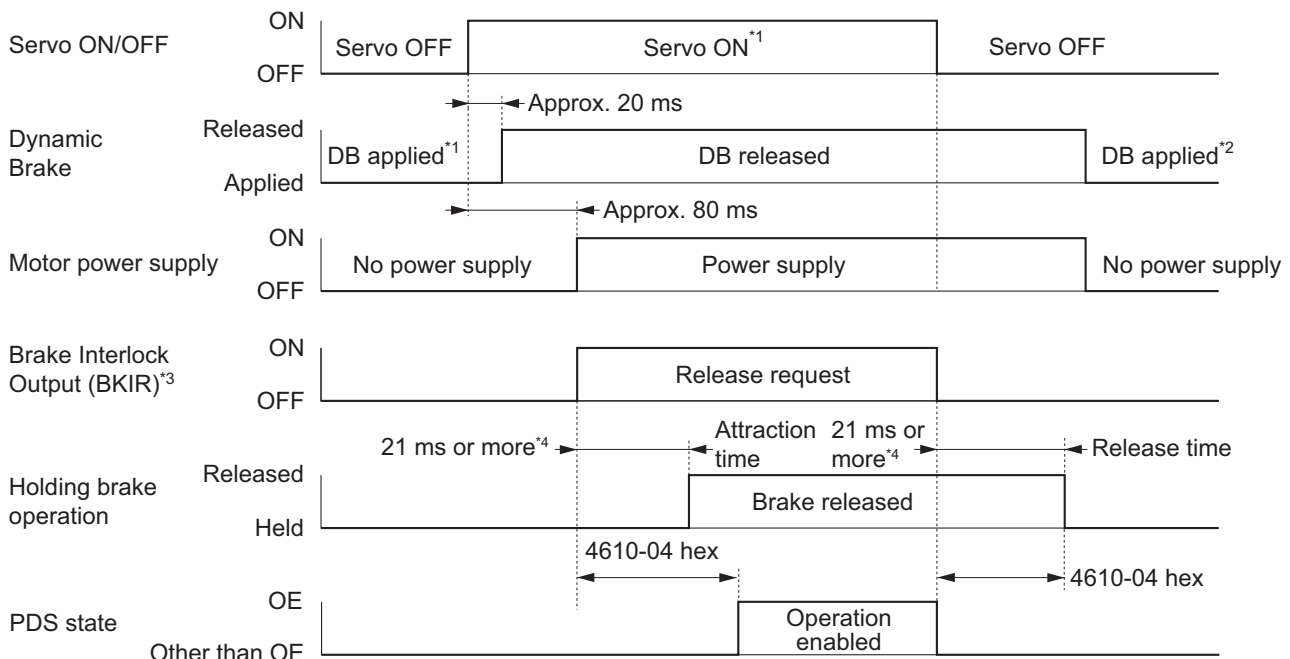 Servo ON/OFF
ON
OFF
Servo OFF
Servo ON*1
Servo OFF
Approx. 20 ms
Dynamic
Brake
Released
Applied
DB applied*1
DB released
DB applied*2
Approx. 80 ms
Motor power supply
ON
OFF
No power supply
Power supply
No power supply
Brake Interlock
Output (BKIR)*3
ON
OFF
Release request
21 ms or more*4
Attraction
time
21 ms or
more*4
Release time
Holding brake
operation
Released
Held
Brake released
4610-04 hex
4610-04 hex
PDS state
OE
Other than OE
Operation
enabled